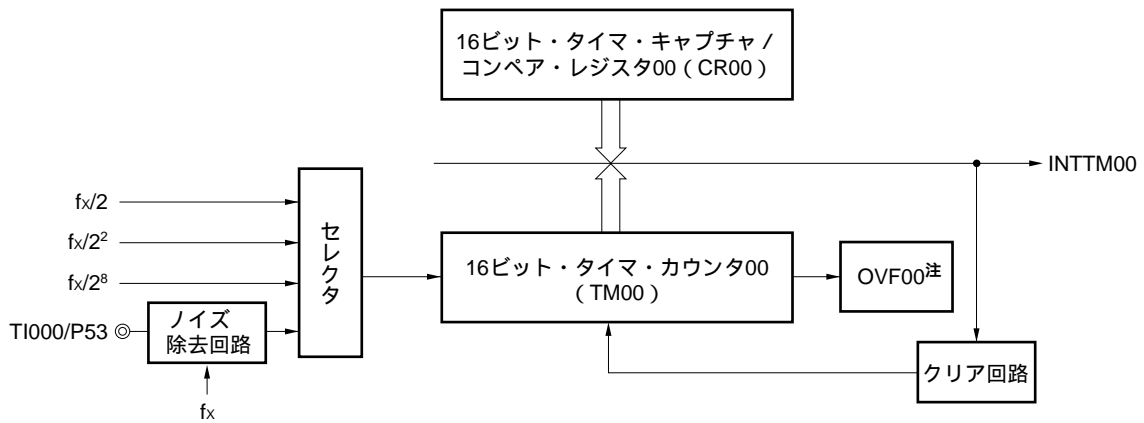 16ビット・タイマ・キャプチャ/
コンペア・レジスタ00(CR00)
INTTM00
fx/2
fx/2²
fx/2⁸
TI000/P53
ノイズ
除去回路
fx
セレクタ
16ビット・タイマ・カウンタ00
(TM00)
OVF00注
クリア回路